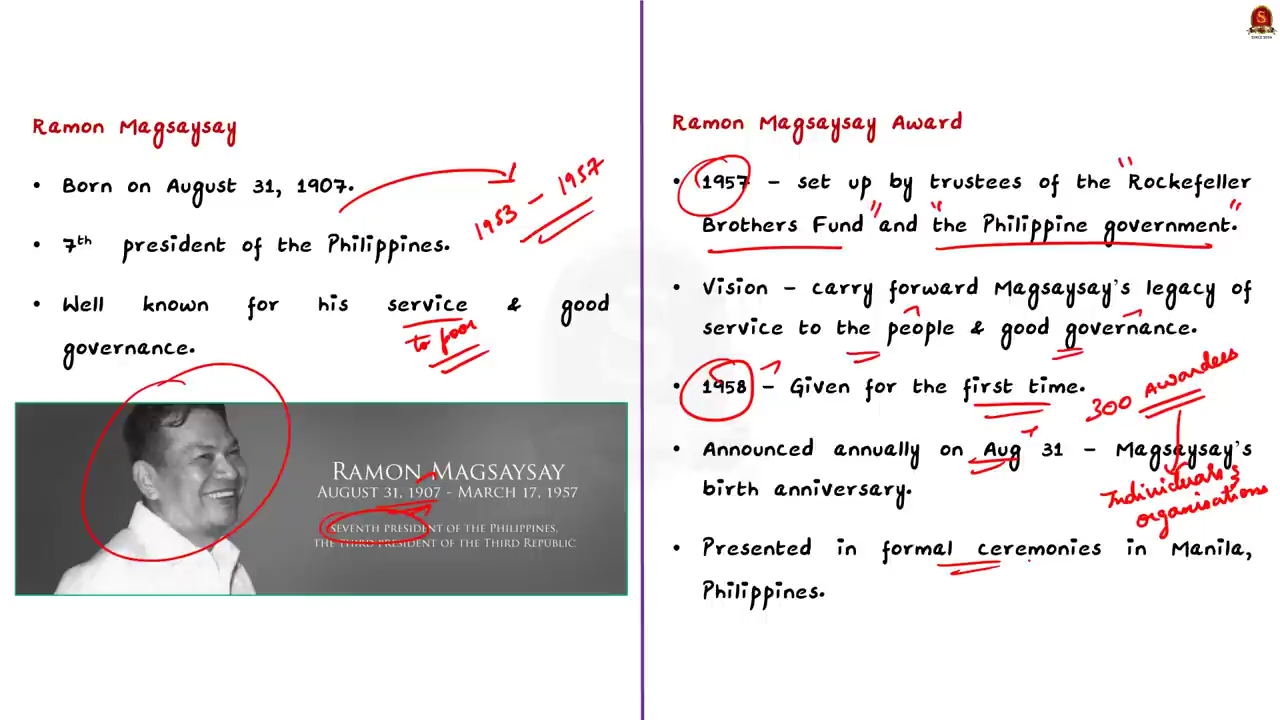 Ramon Magsaysay
• Born on August 31, 1907.
1953 - 1957
• 7th president of the Philippines.
• Well known for his service & good
to poor
governance.
RAMON MAGSAYSAY
AUGUST 31, 1907 - MARCH 17, 1957
SEVENTH PRESIDENT OF THE PHILIPPINES,
THE THIRD PRESIDENT OF THE THIRD REPUBLIC
Ramon Magsaysay Award
• 1957 - set up by trustees of the "Rockefeller
Brothers Fund" and "the Philippine government."
• Vision - carry forward Magsaysay's legacy of
service to the people & good governance.
• 1958 - Given for the first time.
300 Awardees
Individuals &
organisations
• Announced annually on Aug 31 - Magsaysay's
birth anniversary.
• Presented in formal ceremonies in Manila,
Philippines.